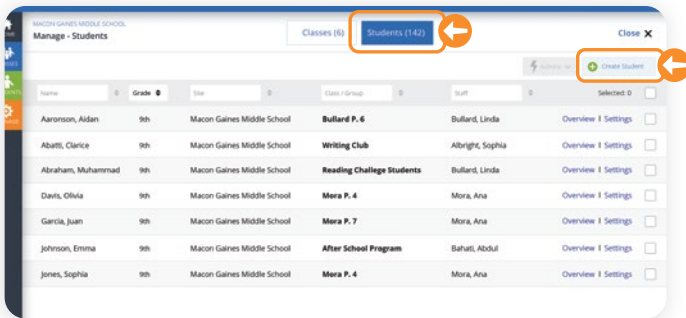 MACON GAINES MIDDLE SCHOOL
Manage - Students
Classes (6)
Students (142)
Close X
Actions
Create Student
Name
Grade
Site
Class / Group
Staff
Selected: 0
Aaronson, Aidan 9th Macon Gaines Middle School Bullard P. 6 Bullard, Linda Overview | Settings
Abatti, Clarice 9th Macon Gaines Middle School Writing Club Albright, Sophia Overview | Settings
Abraham, Muhammad 9th Macon Gaines Middle School Reading Challege Students Bullard, Linda Overview | Settings
Davis, Olivia 9th Macon Gaines Middle School Mora P. 4 Mora, Ana Overview | Settings
Garcia, Juan 9th Macon Gaines Middle School Mora P. 7 Mora, Ana Overview | Settings
Johnson, Emma 9th Macon Gaines Middle School After School Program Bahati, Abdul Overview | Settings
Jones, Sophia 9th Macon Gaines Middle School Mora P. 4 Mora, Ana Overview | Settings